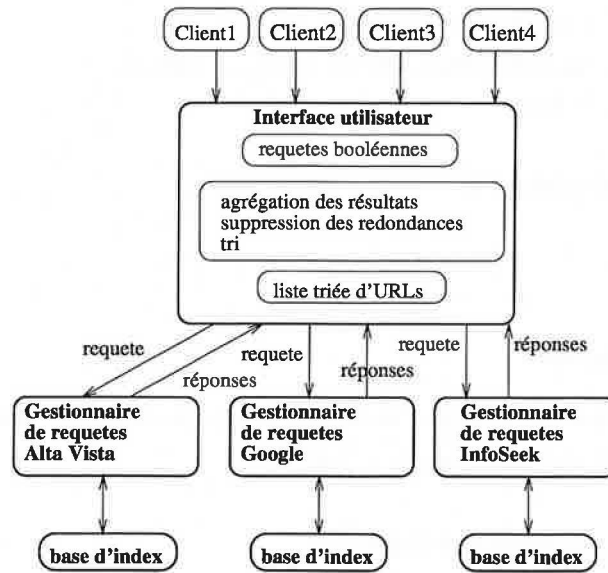 Client1
Client2
Client3
Client4
Interface utilisateur
requetes booléennes
agrégation des résultats
suppression des redondances
tri
liste triée d'URLs
requete
réponses
requete
réponses
requete
réponses
Gestionnaire
de requetes
Alta Vista
Gestionnaire
de requetes
Google
Gestionnaire
de requetes
InfoSeek
base d'index
base d'index
base d'index